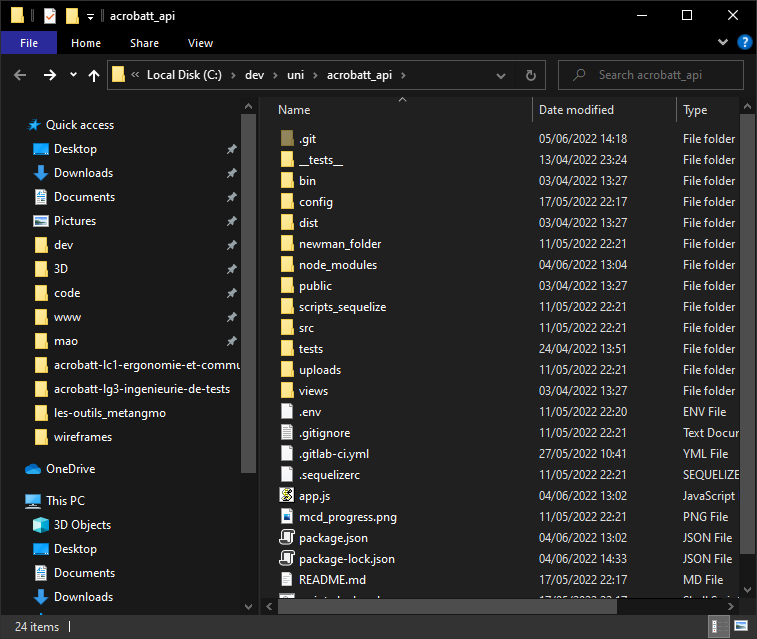 acrobatt_api
File Home Share View
« Local Disk (C:) › dev › uni › acrobatt_api › Search acrobatt_api
Name Date modified Type
Quick access
Desktop
Downloads
Documents
Pictures
dev
3D
code
www
mao
acrobatt-lc1-ergonomie-et-commu
acrobatt-lg3-ingenieurie-de-tests
les-outils_metangmo
wireframes
OneDrive
This PC
3D Objects
Desktop
Documents
Downloads
.git 05/06/2022 14:18 File folder
__tests__ 13/04/2022 23:24 File folder
bin 03/04/2022 13:27 File folder
config 17/05/2022 22:17 File folder
dist 03/04/2022 13:27 File folder
newman_folder 11/05/2022 22:21 File folder
node_modules 04/06/2022 13:04 File folder
public 03/04/2022 13:27 File folder
scripts_sequelize 11/05/2022 22:21 File folder
src 11/05/2022 22:21 File folder
tests 24/04/2022 13:51 File folder
uploads 11/05/2022 22:21 File folder
views 03/04/2022 13:27 File folder
.env 11/05/2022 22:20 ENV File
.gitignore 11/05/2022 22:21 Text Docur
.gitlab-ci.yml 27/05/2022 10:41 YML File
.sequelizerc 11/05/2022 22:21 SEQUELIZE
app.js 04/06/2022 13:02 JavaScript
mcd_progress.png 11/05/2022 22:21 PNG File
package.json 04/06/2022 13:02 JSON File
package-lock.json 04/06/2022 14:33 JSON File
README.md 17/05/2022 22:17 MD File
24 items